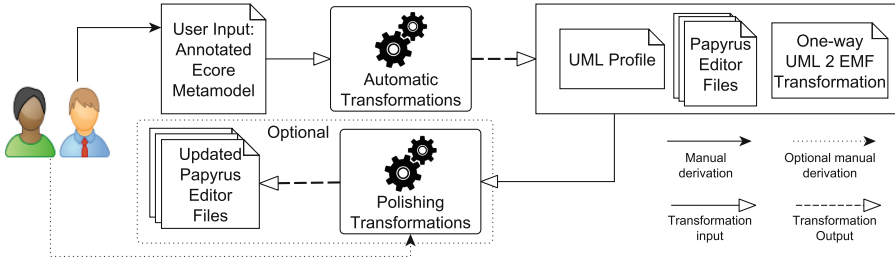 User Input:
Annotated
Ecore
Metamodel
Automatic
Transformations
UML Profile
Papyrus
Editor
Files
One-way
UML 2 EMF
Transformation
Optional
Updated
Papyrus
Editor
Files
Polishing
Transformations
Manual
derivation
Optional manual
derivation
Transformation
input
Transformation
Output